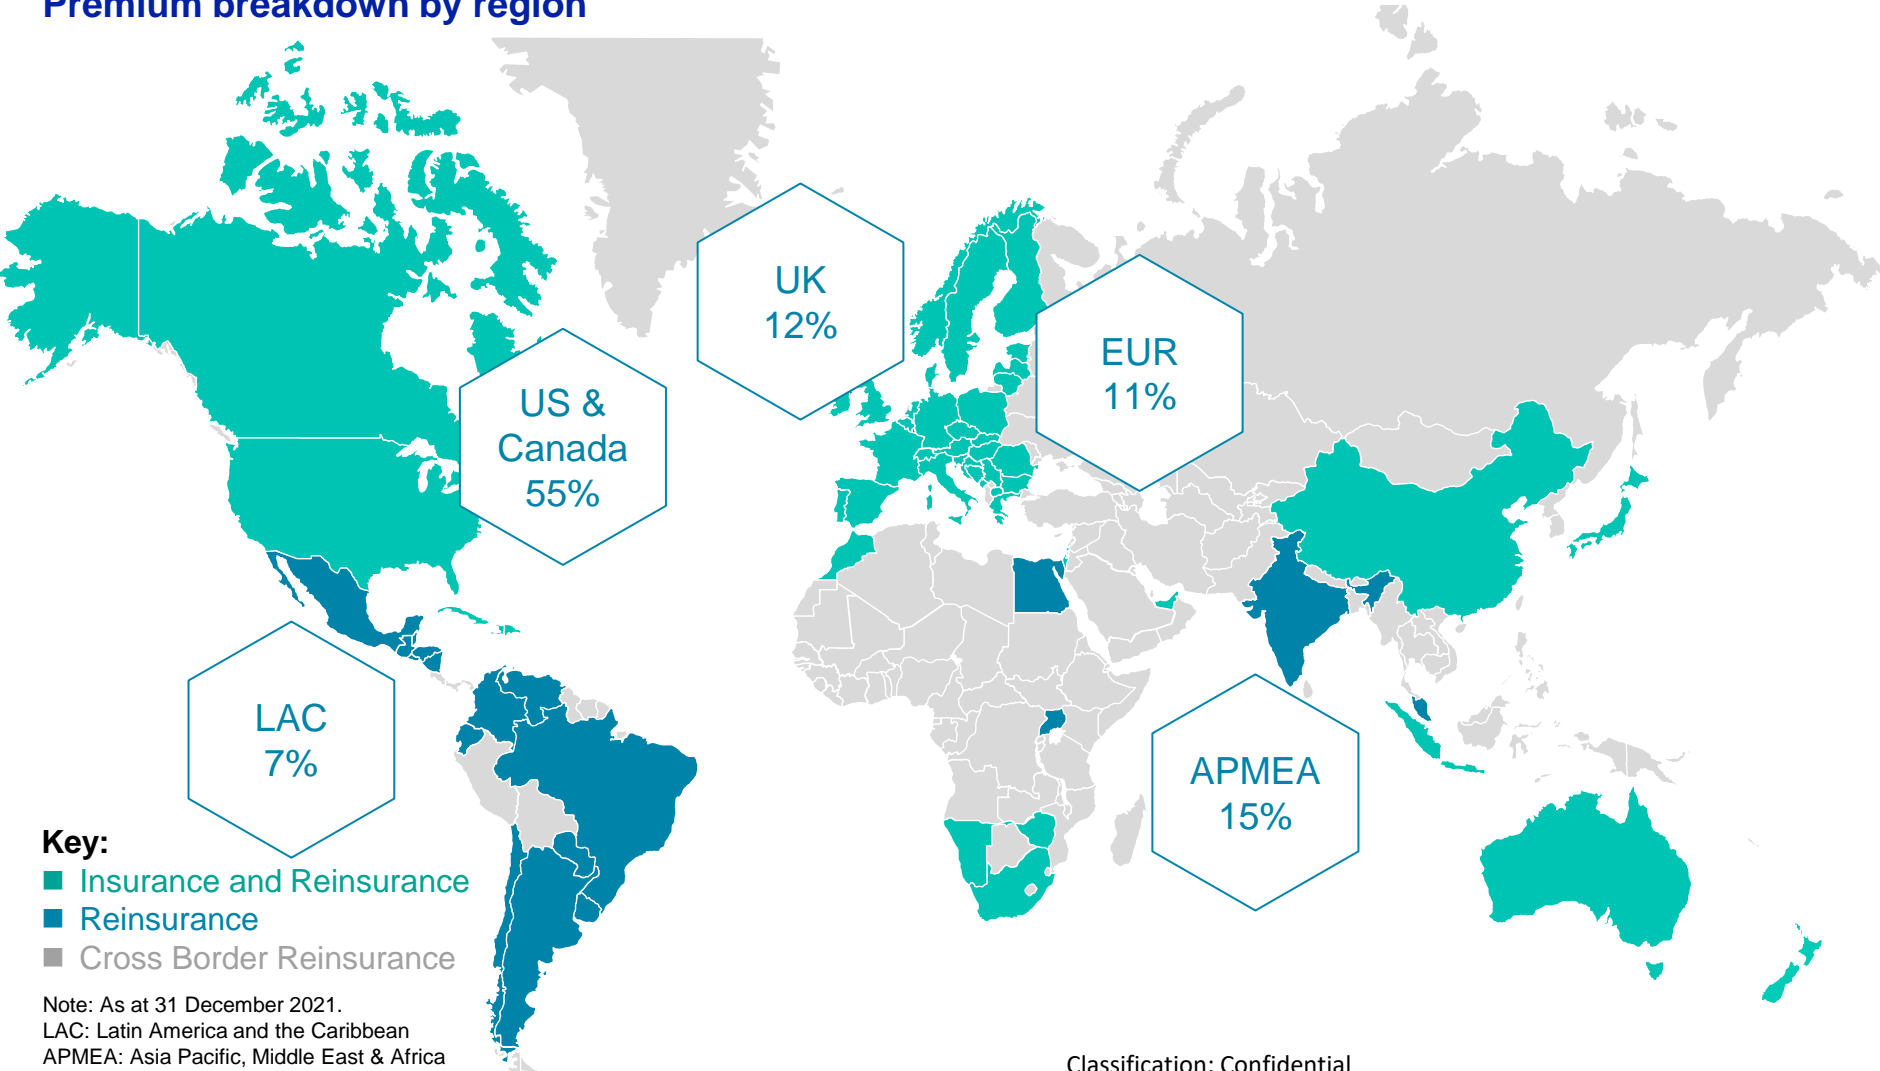 Premium breakdown by region
UK
12%
EUR
11%
US &
Canada
55%
LAC
7%
APMEA
15%
Key:
Insurance and Reinsurance
Reinsurance
Cross Border Reinsurance
Note: As at 31 December 2021.
LAC: Latin America and the Caribbean
APMEA: Asia Pacific, Middle East & Africa
Classification: Confidential